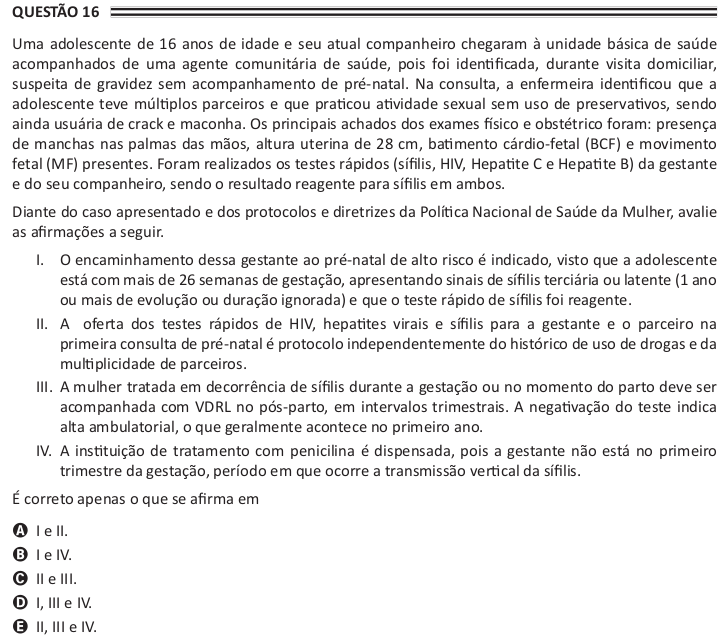 QUESTÃO 16
Uma adolescente de 16 anos de idade e seu atual companheiro chegaram à unidade básica de saúde
acompanhados de uma agente comunitária de saúde, pois foi identificada, durante visita domiciliar,
suspeita de gravidez sem acompanhamento de pré-natal. Na consulta, a enfermeira identificou que a
adolescente teve múltiplos parceiros e que praticou atividade sexual sem uso de preservativos, sendo
ainda usuária de crack e maconha. Os principais achados dos exames físico e obstétrico foram: presença
de manchas nas palmas das mãos, altura uterina de 28 cm, batimento cárdio-fetal (BCF) e movimento
fetal (MF) presentes. Foram realizados os testes rápidos (sífilis, HIV, Hepatite C e Hepatite B) da gestante
e do seu companheiro, sendo o resultado reagente para sífilis em ambos.
Diante do caso apresentado e dos protocolos e diretrizes da Política Nacional de Saúde da Mulher, avalie
as afirmações a seguir.
I. O encaminhamento dessa gestante ao pré-natal de alto risco é indicado, visto que a adolescente
está com mais de 26 semanas de gestação, apresentando sinais de sífilis terciária ou latente (1 ano
ou mais de evolução ou duração ignorada) e que o teste rápido de sífilis foi reagente.
II. A oferta dos testes rápidos de HIV, hepatites virais e sífilis para a gestante e o parceiro na
primeira consulta de pré-natal é protocolo independentemente do histórico de uso de drogas e da
multiplicidade de parceiros.
III. A mulher tratada em decorrência de sífilis durante a gestação ou no momento do parto deve ser
acompanhada com VDRL no pós-parto, em intervalos trimestrais. A negativação do teste indica
alta ambulatorial, o que geralmente acontece no primeiro ano.
IV. A instituição de tratamento com penicilina é dispensada, pois a gestante não está no primeiro
trimestre da gestação, período em que ocorre a transmissão vertical da sífilis.
É correto apenas o que se afirma em
A I e II.
B I e IV.
C II e III.
D I, III e IV.
E II, III e IV.